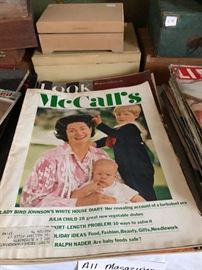 Look
McCall's
LI
LADY BIRD JOHNSON'S WHITE HOUSE DIARY: Her revealing account of a turbulent era
JULIA CHILD: 28 great new vegetable dishes
SKIRT-LENGTH PROBLEM: 10 ways to solve it
HOLIDAY IDEAS: Food, Fashion, Beauty, Gifts, Needlework
RALPH NADER: Are baby foods safe?
All Magazines